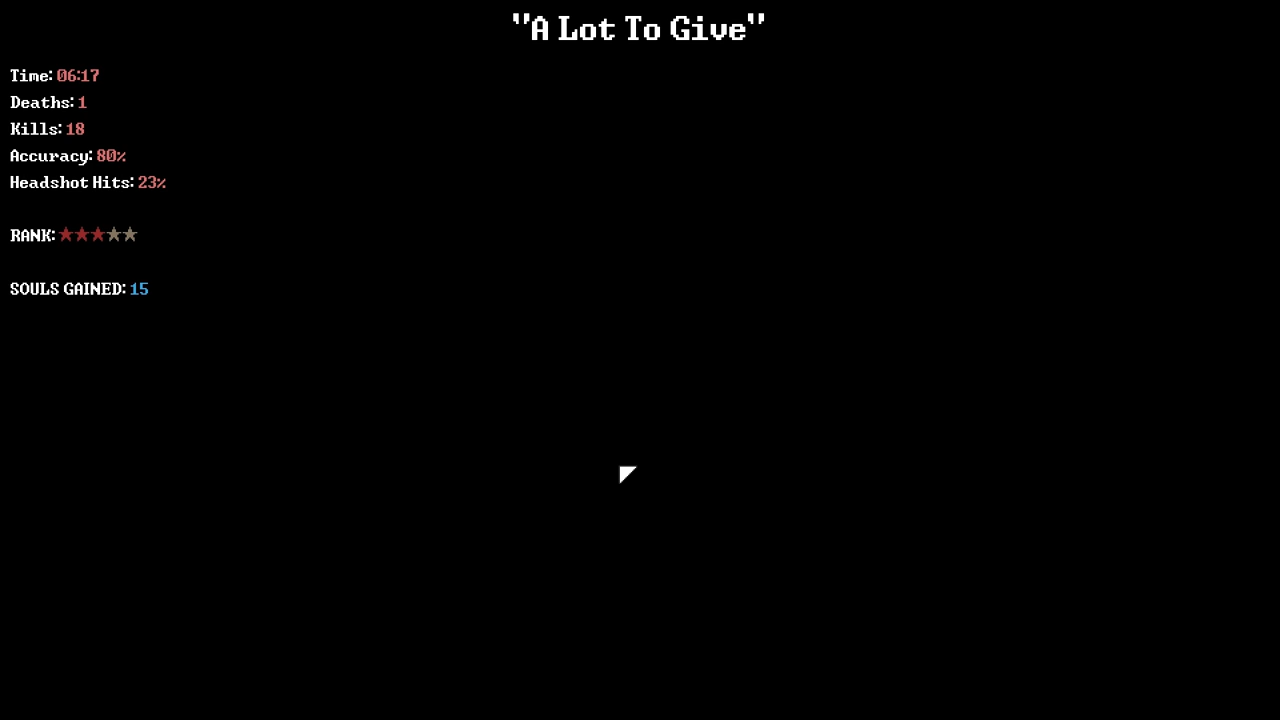 "A Lot To Give"
Time: 06:17
Deaths: 1
Kills: 18
Accuracy: 80%
Headshot Hits: 23%
RANK: ★★★★★
SOULS GAINED: 15